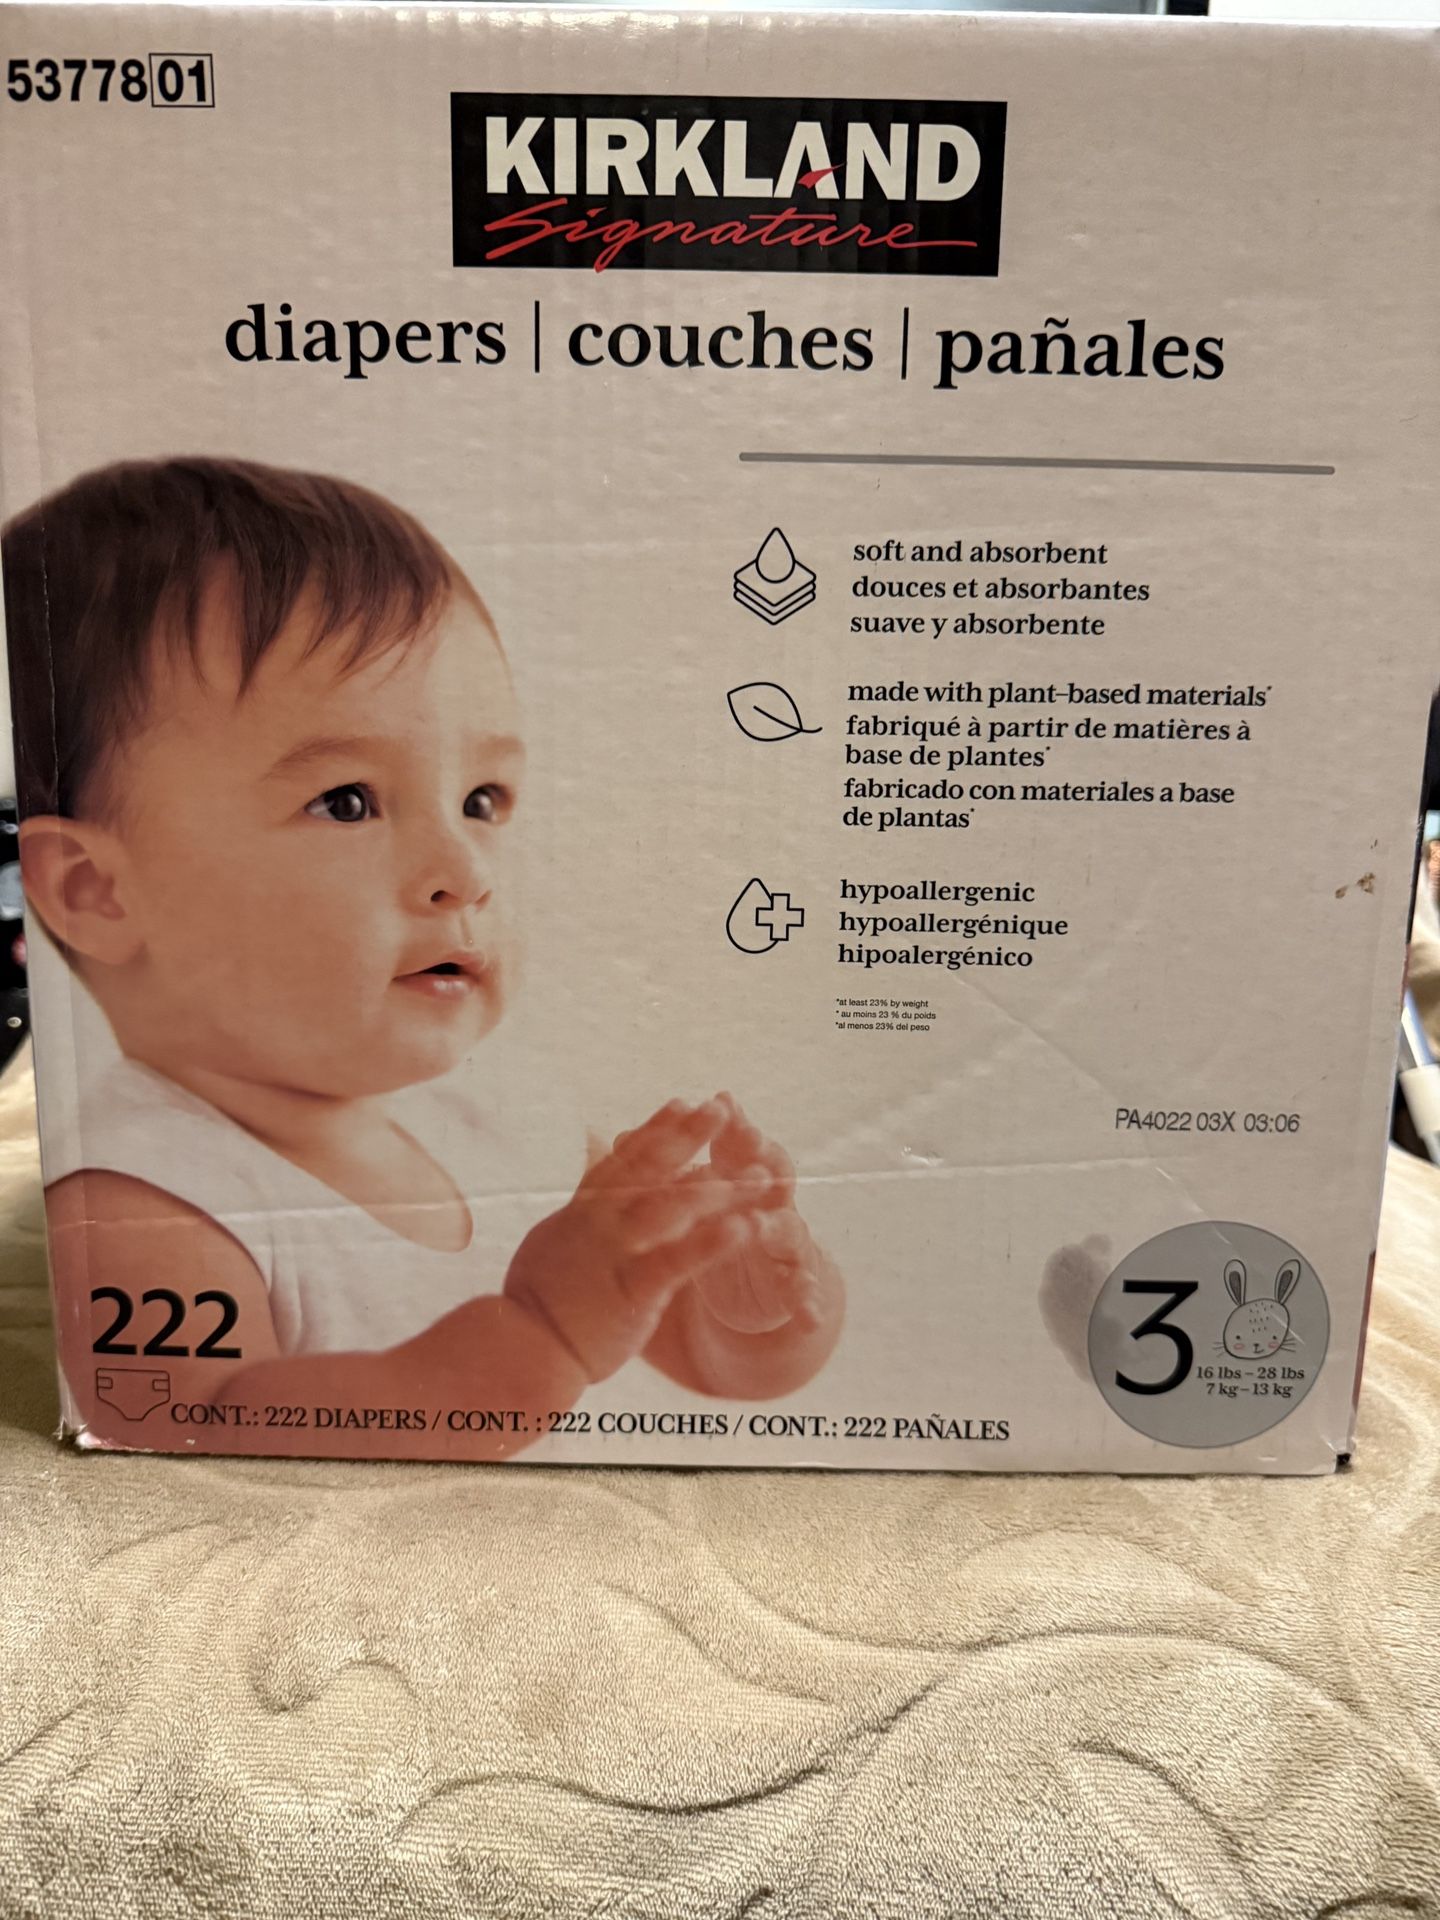 53778 01
KIRKLAND
Signature
diapers | couches | pañales
soft and absorbent
douces et absorbantes
suave y absorbente
made with plant-based materials*
fabriqué à partir de matières à
base de plantes*
fabricado con materiales a base
de plantas*
hypoallergenic
hypoallergénique
hipoalergénico
*at least 23% by weight
* au moins 23 % du poids
*al menos 23% del peso
PA4022 03X 03:06
222
3
16 lbs – 28 lbs
7 kg – 13 kg
CONT.: 222 DIAPERS / CONT. : 222 COUCHES / CONT.: 222 PAÑALES